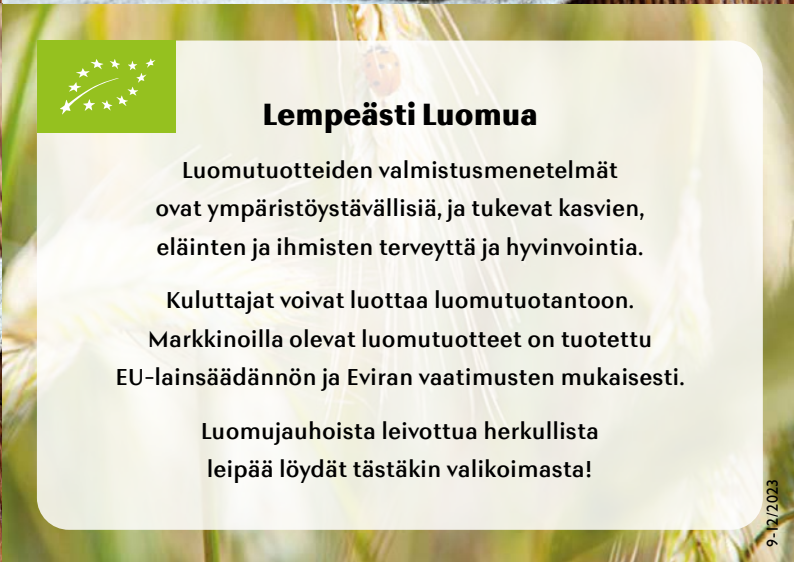 Lempeästi Luomua
Luomutuotteiden valmistusmenetelmät
ovat ympäristöystävällisiä, ja tukevat kasvien,
eläinten ja ihmisten terveyttä ja hyvinvointia.
Kuluttajat voivat luottaa luomutuotantoon.
Markkinoilla olevat luomutuotteet on tuotettu
EU-lainsäädännön ja Eviran vaatimusten mukaisesti.
Luomujauhoista leivottua herkullista
leipää löydät tästäkin valikoimasta!
9-12/2023